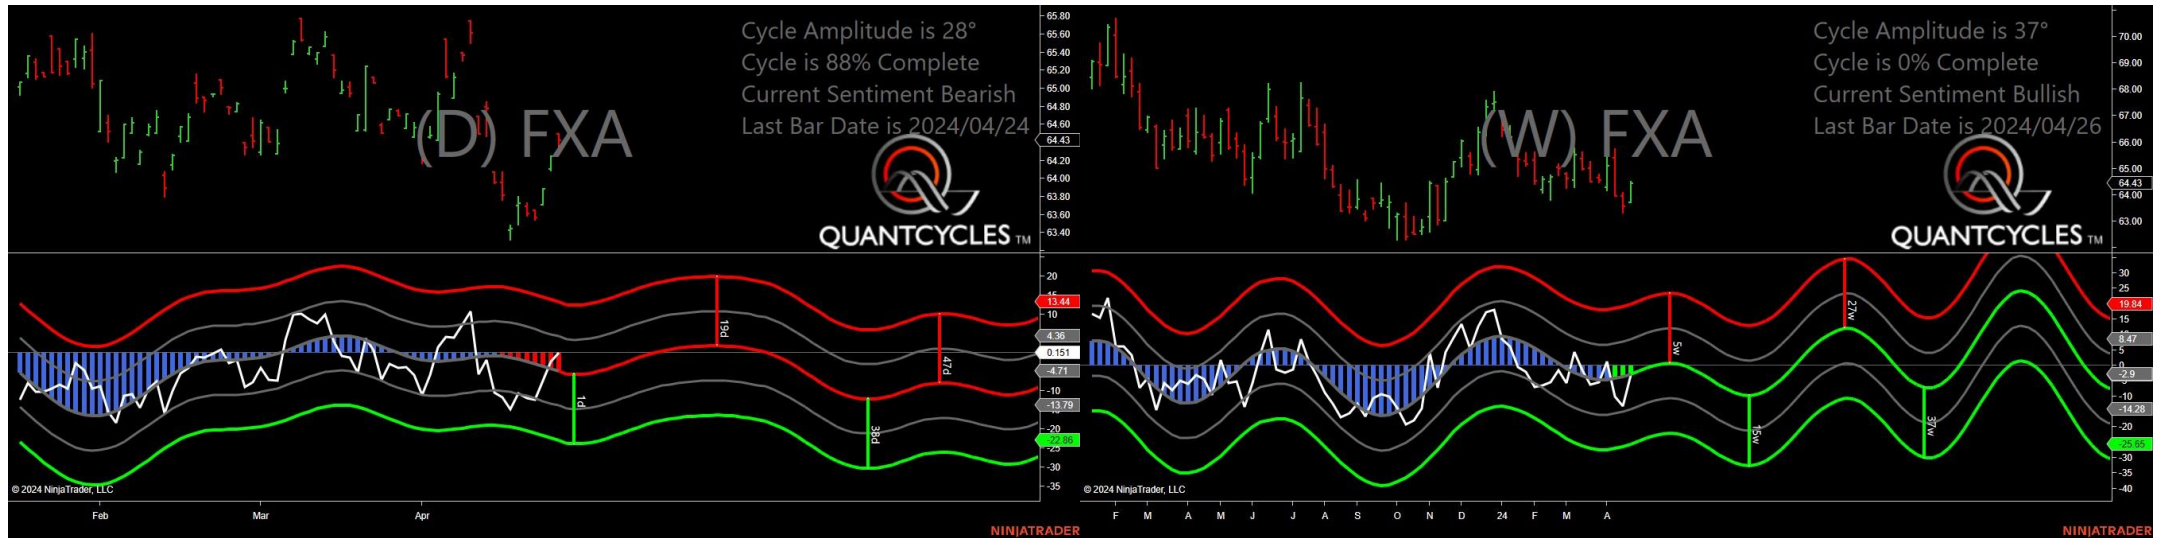 Cycle Amplitude is 28°
Cycle is 88% Complete
Current Sentiment Bearish
Last Bar Date is 2024/04/24
(D) FXA
QUANTCYCLES TM
65.80
65.60
65.40
65.20
65.00
64.80
64.60
64.43
64.20
64.00
63.80
63.60
63.40
20
13.44
10
4.36
0.151
-4.71
-10
-13.79
-20
-22.86
-25
-30
-35
1d
19d
38d
47d
© 2024 NinjaTrader, LLC
Feb
Mar
Apr
NINJATRADER
Cycle Amplitude is 37°
Cycle is 0% Complete
Current Sentiment Bullish
Last Bar Date is 2024/04/26
(W) FXA
QUANTCYCLES TM
70.00
69.00
68.00
67.00
66.00
65.00
64.43
64.00
63.00
30
19.84
15
8.47
-2.9
-10
-14.28
-20
-25.65
-30
-35
-40
5w
15w
27w
37w
© 2024 NinjaTrader, LLC
F M A M J J A S O N D 24 F M A
NINJATRADER